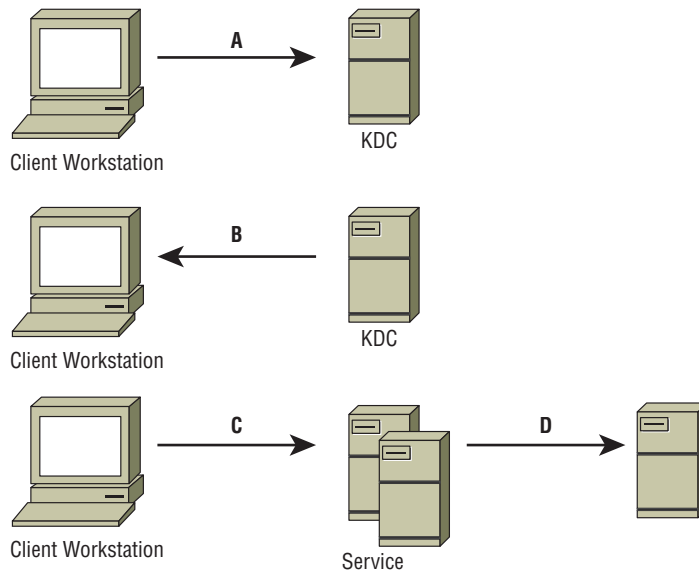 A
KDC
Client Workstation
B
KDC
Client Workstation
C
D
Client Workstation
Service